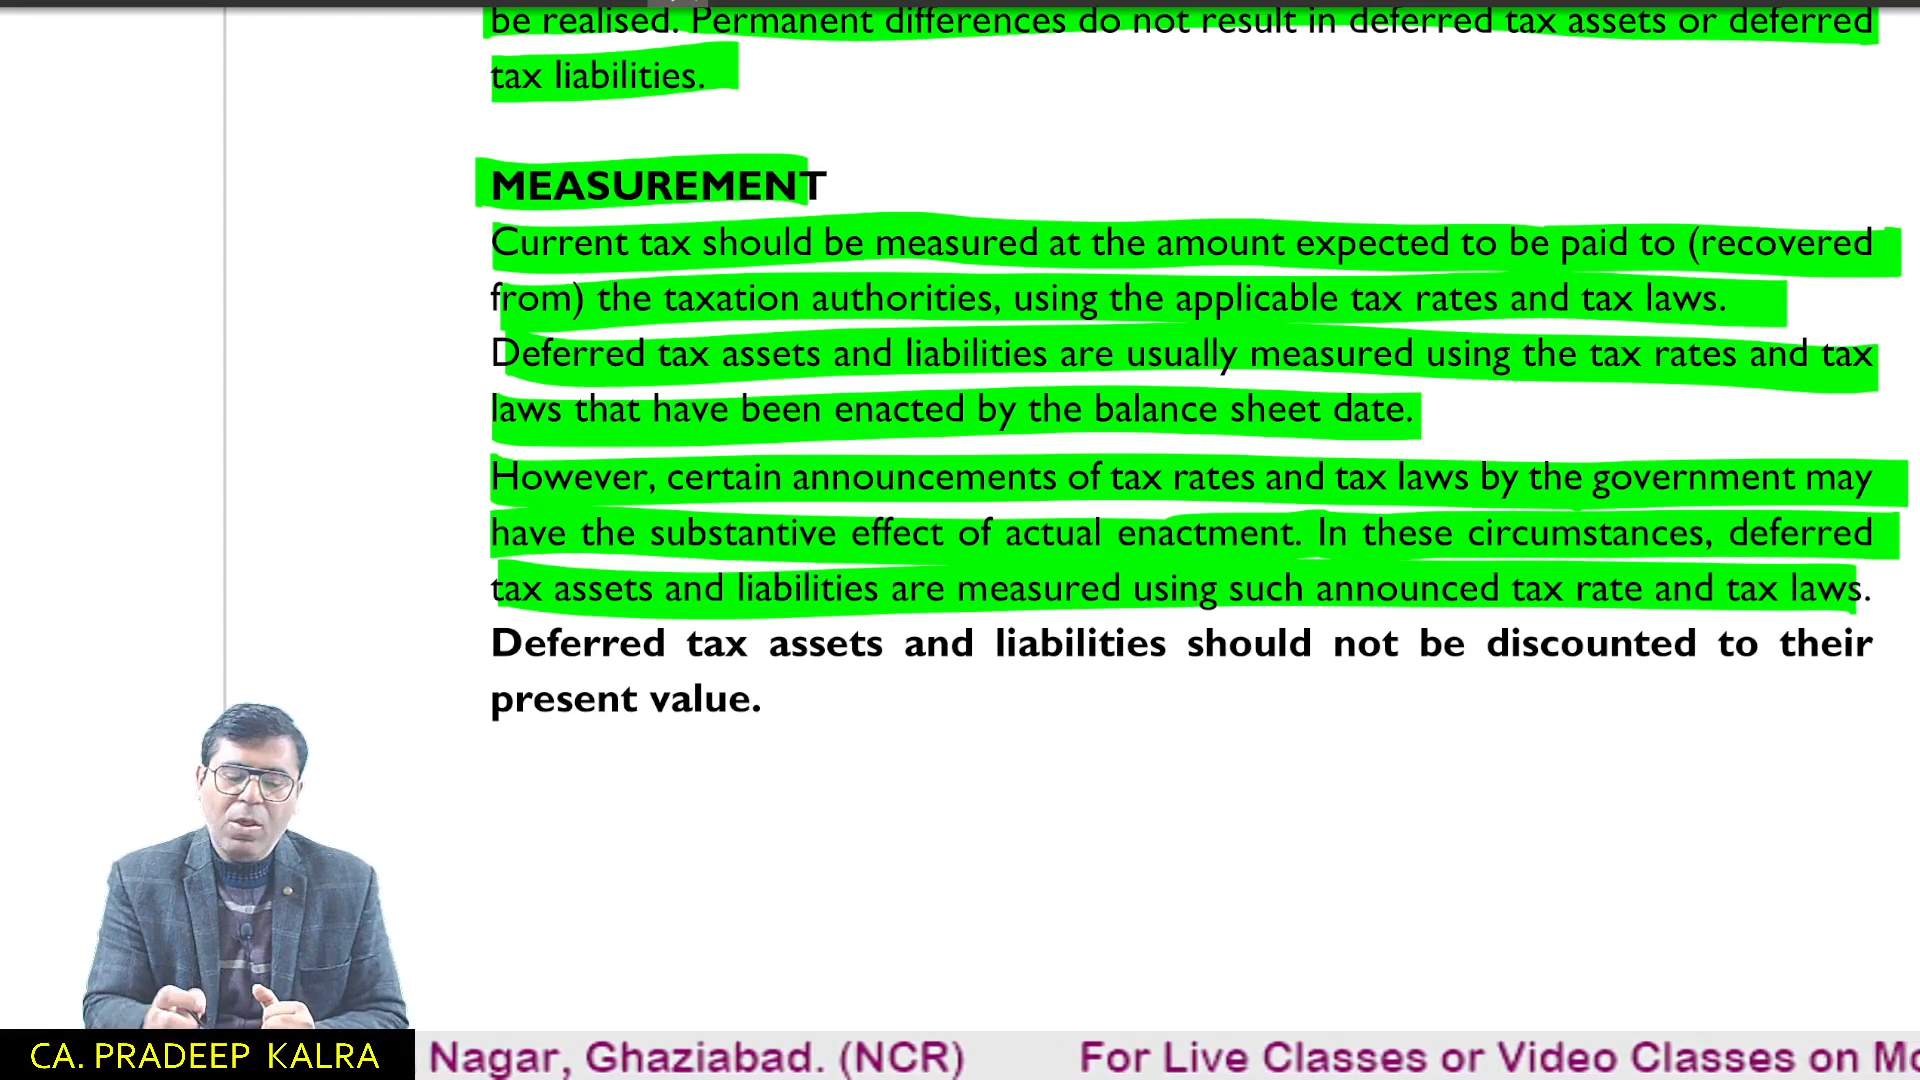 be realised. Permanent differences do not result in deferred tax assets or deferred
tax liabilities.
MEASUREMENT
Current tax should be measured at the amount expected to be paid to (recovered
from) the taxation authorities, using the applicable tax rates and tax laws.
Deferred tax assets and liabilities are usually measured using the tax rates and tax
laws that have been enacted by the balance sheet date.
However, certain announcements of tax rates and tax laws by the government may
have the substantive effect of actual enactment. In these circumstances, deferred
tax assets and liabilities are measured using such announced tax rate and tax laws.
Deferred tax assets and liabilities should not be discounted to their
present value.
CA. PRADEEP KALRA
Nagar, Ghaziabad. (NCR) For Live Classes or Video Classes on